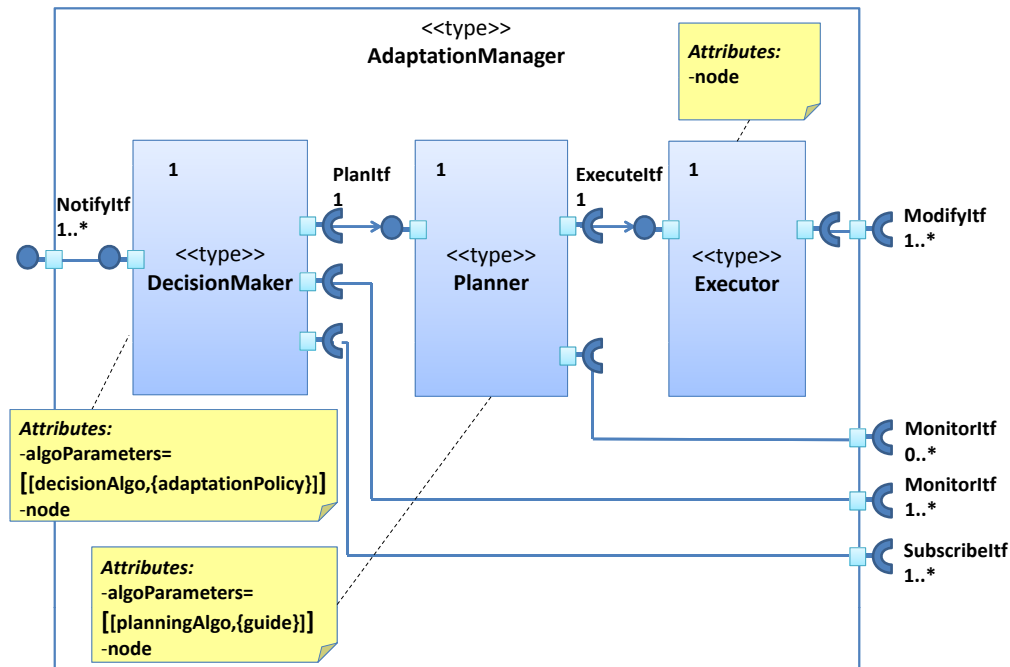 <<type>>
AdaptationManager
Attributes:
-node
NotifyItf
1..*
1
<<type>>
DecisionMaker
PlanItf
1
1
<<type>>
Planner
ExecuteItf
1
1
<<type>>
Executor
ModifyItf
1..*
Attributes:
-algoParameters=
[[decisionAlgo,{adaptationPolicy}]]
-node
MonitorItf
0..*
MonitorItf
1..*
SubscribeItf
1..*
Attributes:
-algoParameters=
[[planningAlgo,{guide}]]
-node